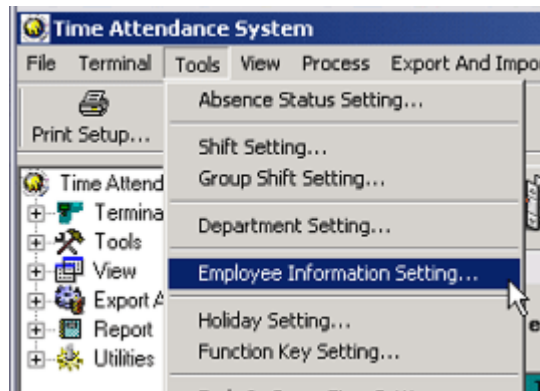 Time Attendance System
File Terminal Tools View Process Export And Impo
Print Setup...
Absence Status Setting...
Shift Setting...
Group Shift Setting...
Department Setting...
Employee Information Setting...
Holiday Setting...
Function Key Setting...
Time Attend
Termina
Tools
View
Export A
Report
Utilities